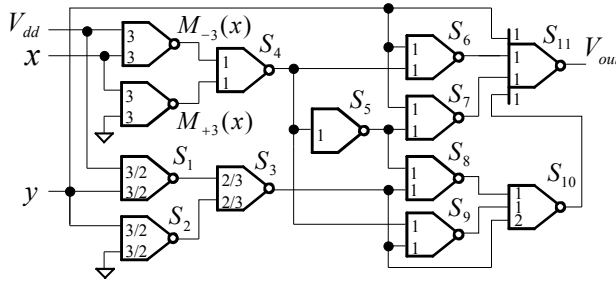 V_dd
x
y
3
3
M_{-3}(x)
3
3
M_{+3}(x)
1
1
S_4
1
S_5
3/2
3/2
S_1
3/2
3/2
S_2
2/3
2/3
S_3
1
1
S_6
1
1
S_7
1
1
S_8
1
1
S_9
1
1
2
S_10
1
1
1
1
S_11
V_out